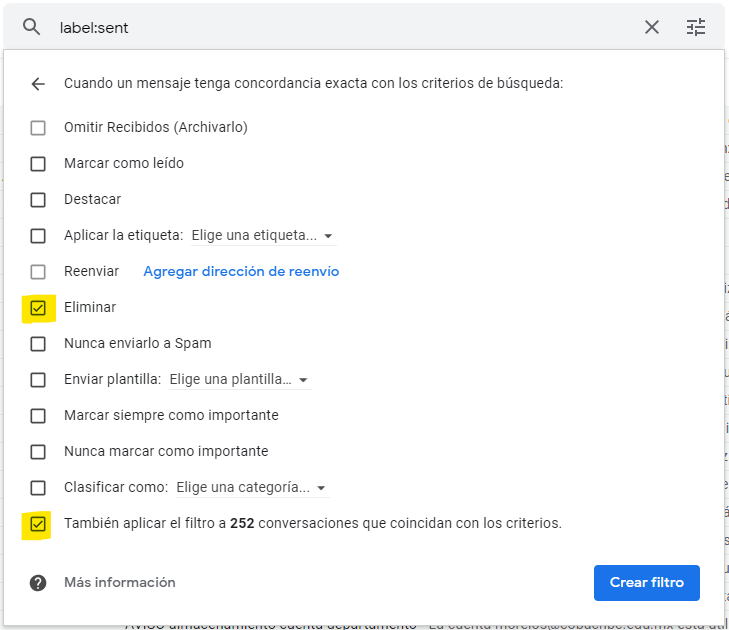 label:sent
Cuando un mensaje tenga concordancia exacta con los criterios de búsqueda:
Omitir Recibidos (Archivarlo)
Marcar como leído
Destacar
Aplicar la etiqueta: Elige una etiqueta...
Reenviar Agregar dirección de reenvío
Eliminar
Nunca enviarlo a Spam
Enviar plantilla: Elige una plantilla...
Marcar siempre como importante
Nunca marcar como importante
Clasificar como: Elige una categoría...
También aplicar el filtro a 252 conversaciones que coincidan con los criterios.
? Más información
Crear filtro